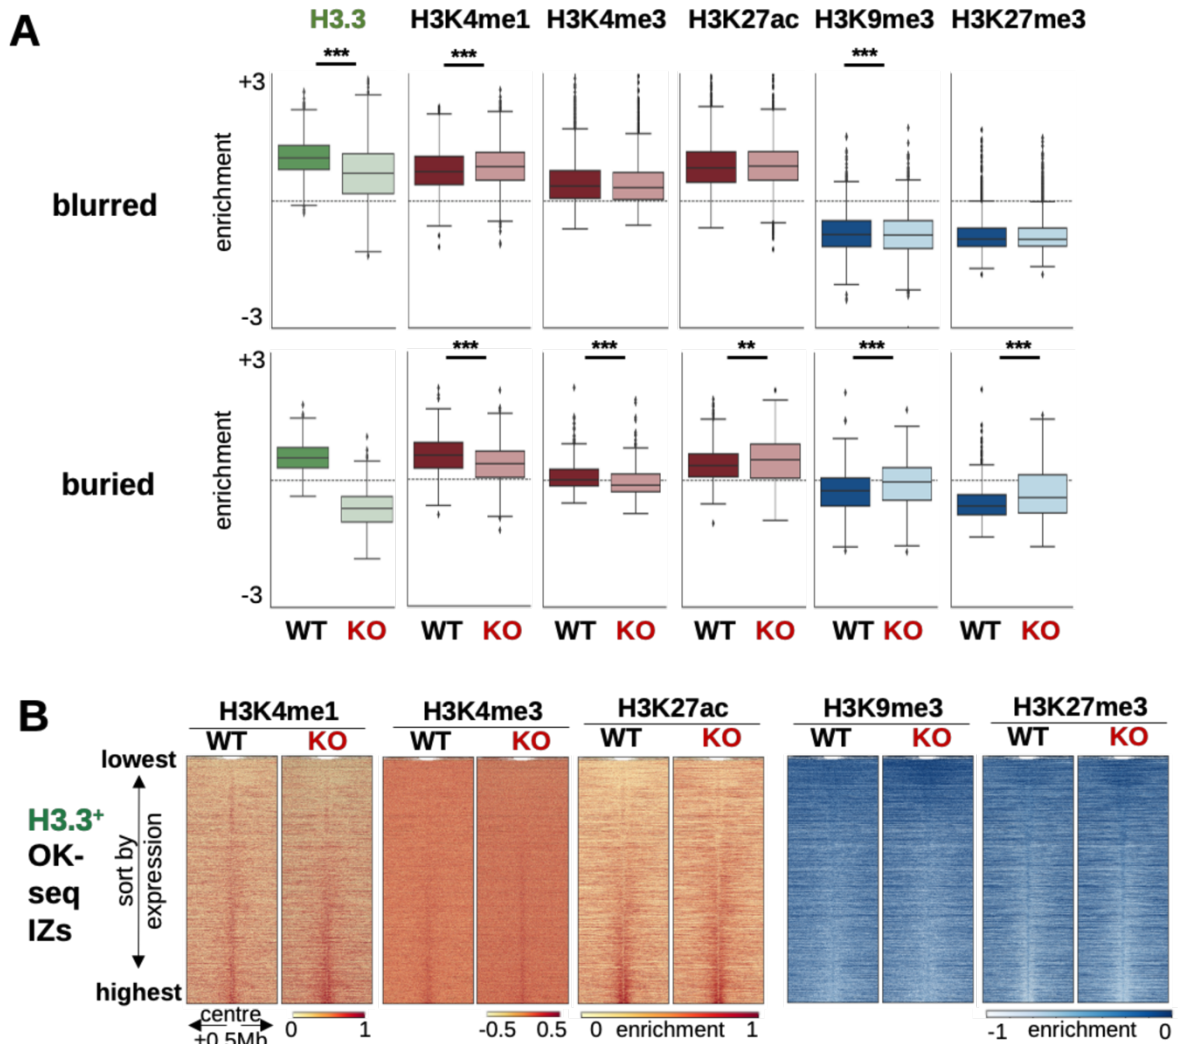 A
H3.3 H3K4me1 H3K4me3 H3K27ac H3K9me3 H3K27me3
*** *** ***
+3
enrichment
blurred
-3
*** *** ** *** ***
+3
enrichment
buried
-3
WT KO WT KO WT KO WT KO WT KO WT KO
B
H3K4me1 H3K4me3 H3K27ac H3K9me3 H3K27me3
WT KO WT KO WT KO WT KO WT KO
lowest
H3.3+
OK-
seq
IZs
sort by
expression
highest
centre
±0.5Mb
0 1
-0.5 0.5
0 enrichment 1
-1 enrichment 0